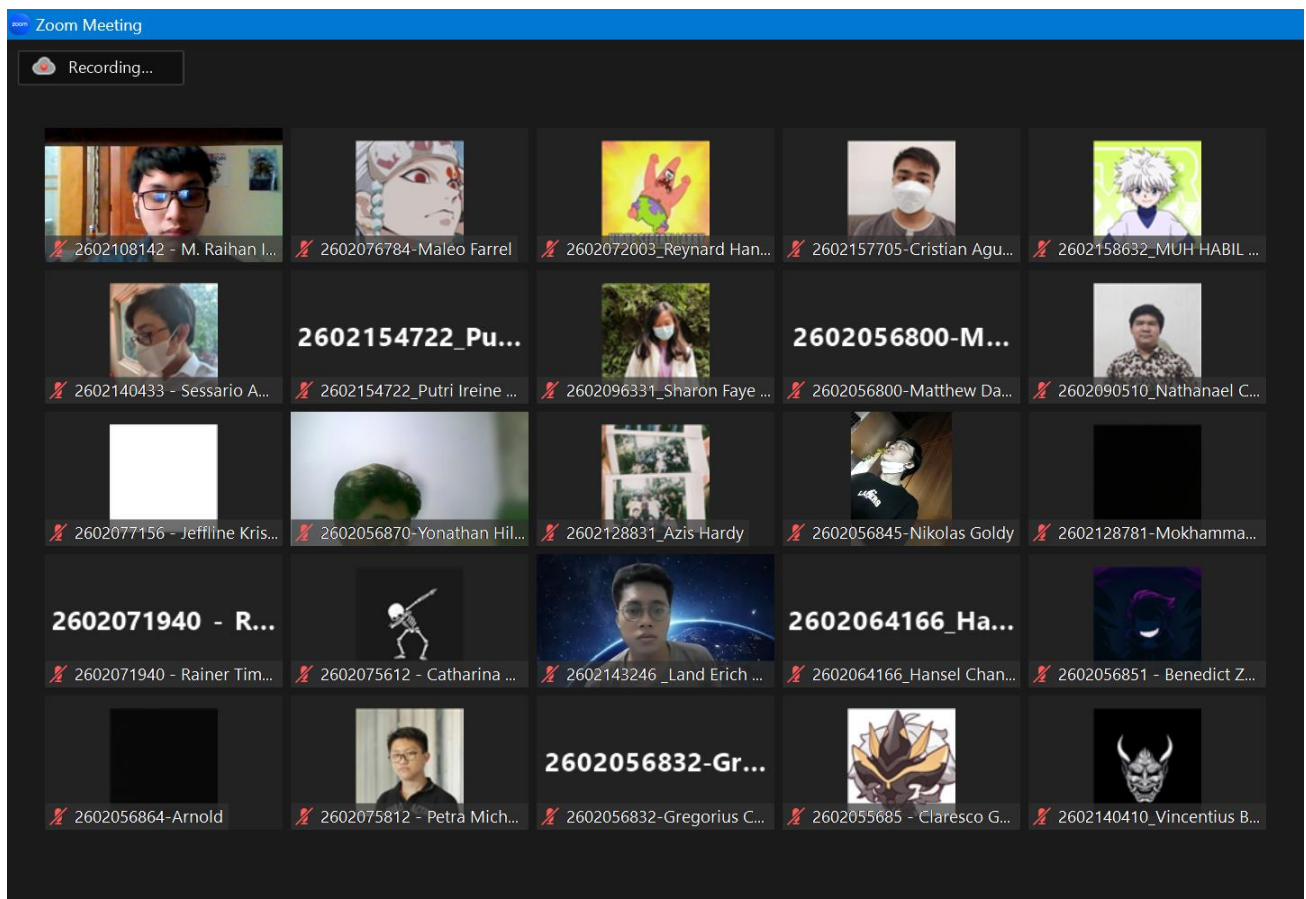 zoom Zoom Meeting
Recording...
2602108142 - M. Raihan I...
2602076784-Maleo Farrel
2602072003_Reynard Han...
2602157705-Cristian Agu...
2602158632_MUH HABIL ...
2602154722_Pu...
2602056800-M...
2602140433 - Sessario A...
2602154722_Putri Ireine ...
2602096331_Sharon Faye ...
2602056800-Matthew Da...
2602090510_Nathanael C...
LAKERS
2602077156 - Jeffline Kris...
2602056870-Yonathan Hil...
2602128831_Azis Hardy
2602056845-Nikolas Goldy
2602128781-Mokhamma...
2602071940 - R...
2602064166_Ha...
2602071940 - Rainer Tim...
2602075612 - Catharina ...
2602143246 _Land Erich ...
2602064166_Hansel Chan...
2602056851 - Benedict Z...
2602056832-Gr...
2602056864-Arnold
2602075812 - Petra Mich...
2602056832-Gregorius C...
2602055685 - Claresco G...
2602140410_Vincentius B...